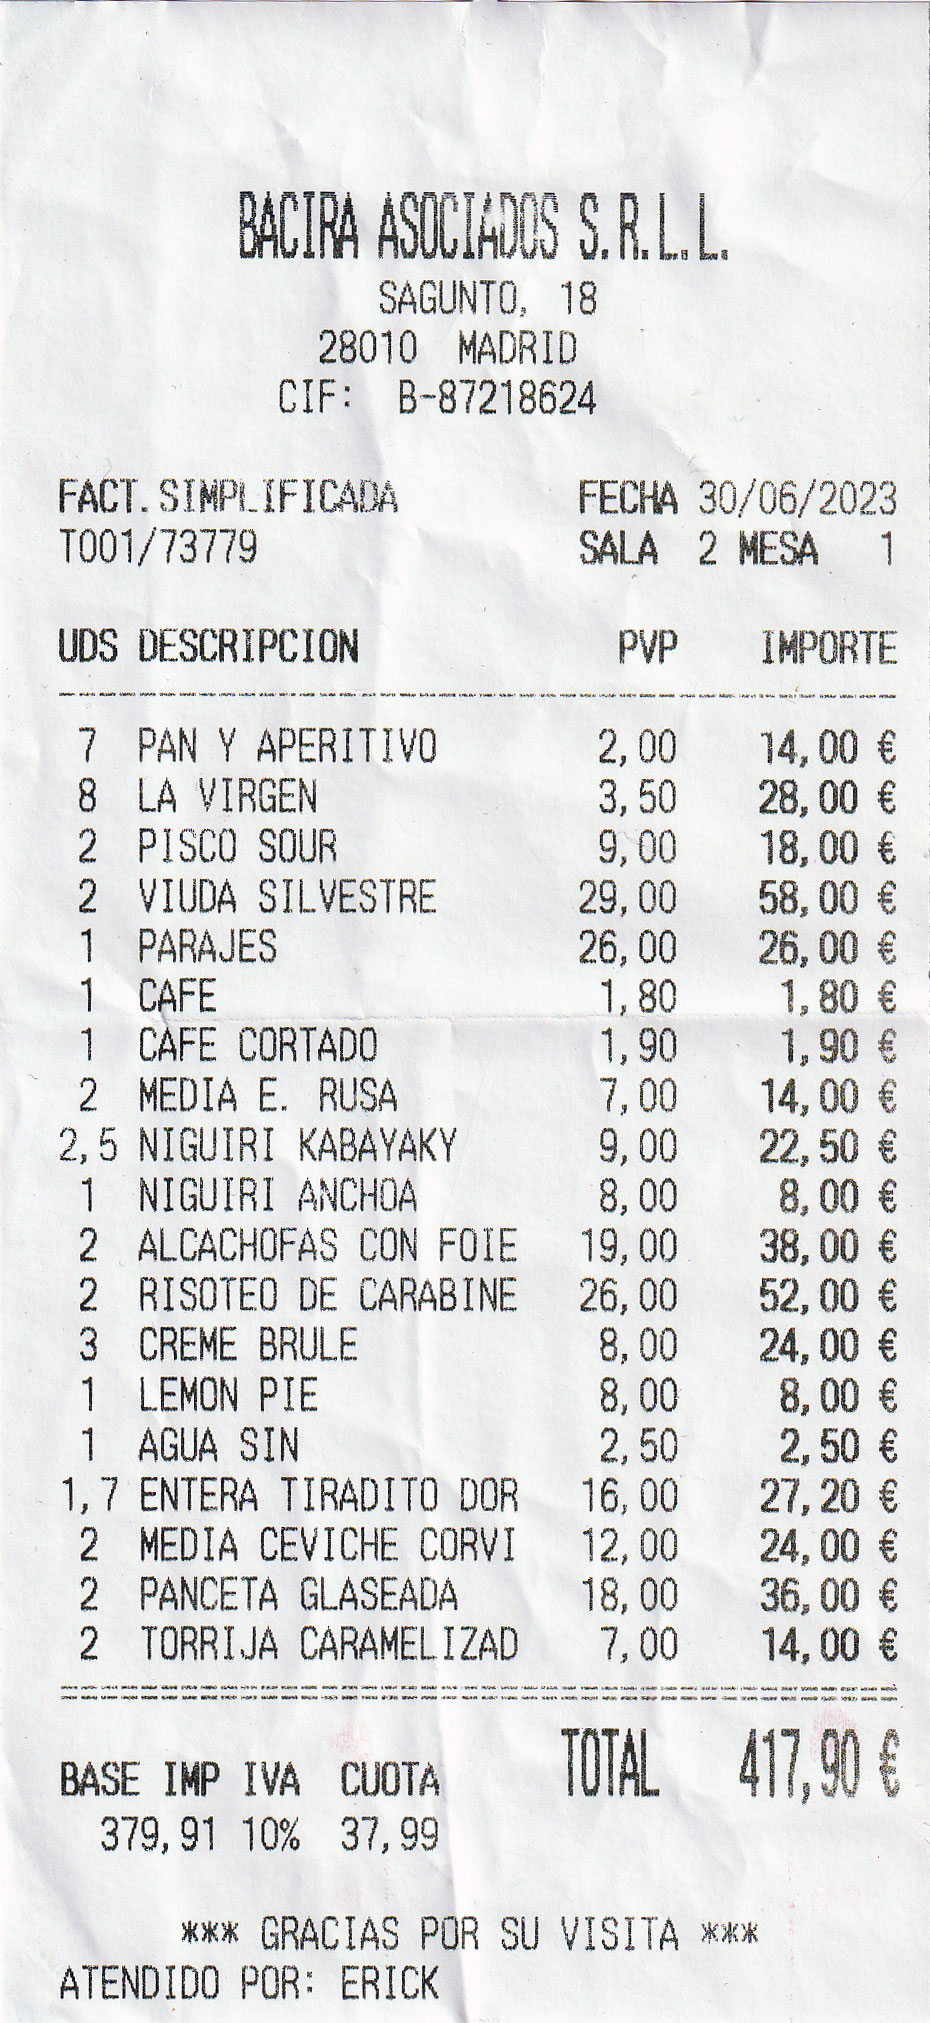 BACIRA ASOCIADOS S.R.L.L.
SAGUNTO, 18
28010 MADRID
CIF: B-87218624
FACT.SIMPLIFICADA FECHA 30/06/2023
T001/73779 SALA 2 MESA 1
UDS DESCRIPCION PVP IMPORTE
7 PAN Y APERITIVO 2,00 14,00 €
8 LA VIRGEN 3,50 28,00 €
2 PISCO SOUR 9,00 18,00 €
2 VIUDA SILVESTRE 29,00 58,00 €
1 PARAJES 26,00 26,00 €
1 CAFE 1,80 1,80 €
1 CAFE CORTADO 1,90 1,90 €
2 MEDIA E. RUSA 7,00 14,00 €
2,5 NIGUIRI KABAYAKY 9,00 22,50 €
1 NIGUIRI ANCHOA 8,00 8,00 €
2 ALCACHOFAS CON FOIE 19,00 38,00 €
2 RISOTEO DE CARABINE 26,00 52,00 €
3 CREME BRULE 8,00 24,00 €
1 LEMON PIE 8,00 8,00 €
1 AGUA SIN 2,50 2,50 €
1,7 ENTERA TIRADITO DOR 16,00 27,20 €
2 MEDIA CEVICHE CORVI 12,00 24,00 €
2 PANCETA GLASEADA 18,00 36,00 €
2 TORRIJA CARAMELIZAD 7,00 14,00 €
TOTAL 417,90 €
BASE IMP IVA CUOTA
379,91 10% 37,99
*** GRACIAS POR SU VISITA ***
ATENDIDO POR: ERICK